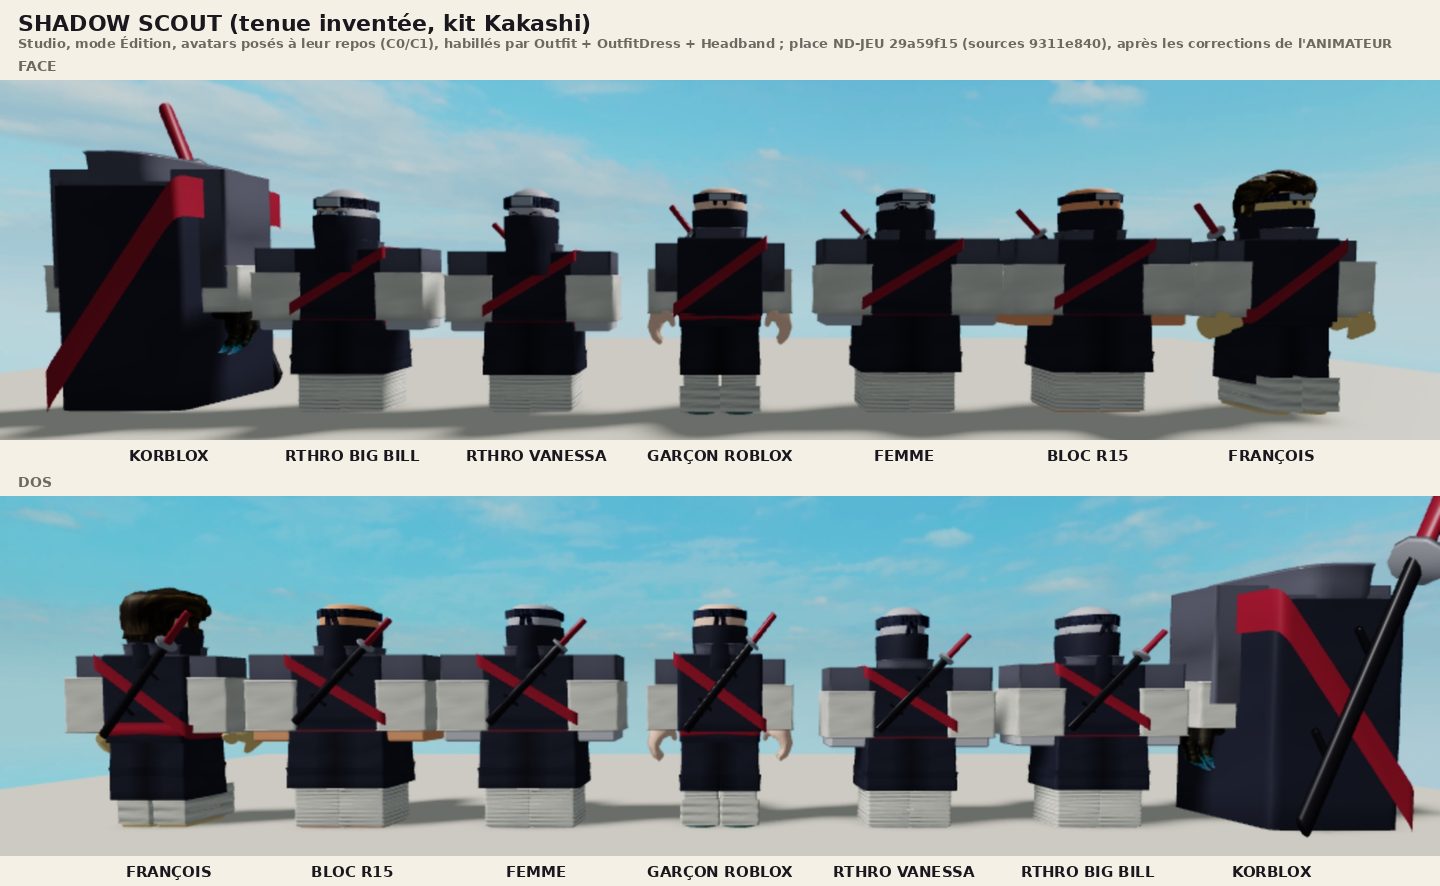 SHADOW SCOUT (tenue inventée, kit Kakashi)
Studio, mode Édition, avatars posés à leur repos (C0/C1), habillés par Outfit + OutfitDress + Headband ; place ND-JEU 29a59f15 (sources 9311e840), après les corrections de l'ANIMATEUR
FACE
KORBLOX RTHRO BIG BILL RTHRO VANESSA GARÇON ROBLOX FEMME BLOC R15 FRANÇOIS
DOS
FRANÇOIS BLOC R15 FEMME GARÇON ROBLOX RTHRO VANESSA RTHRO BIG BILL KORBLOX